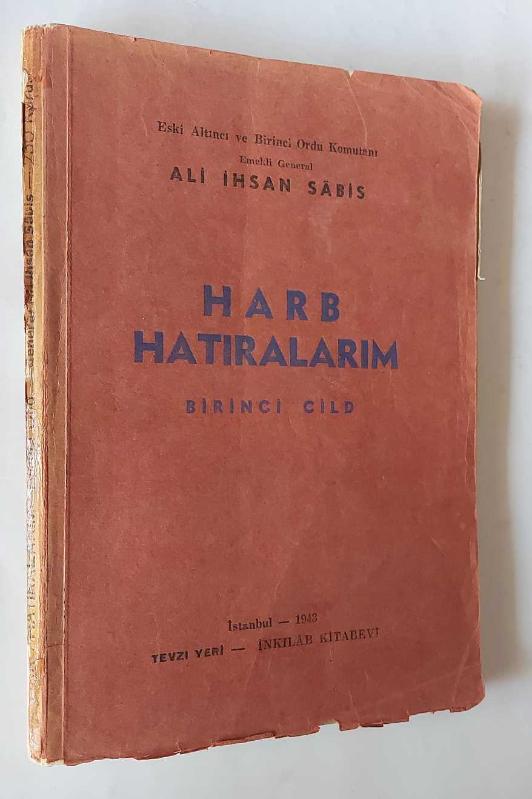 Eski Altıncı ve Birinci Ordu Komutanı
Emekli General
ALİ İHSAN SÂBİS
HARB
HATIRALARIM
BİRİNCİ CİLD
İstanbul — 1943
TEVZİ YERİ — İNKILÂB KİTABEVİ